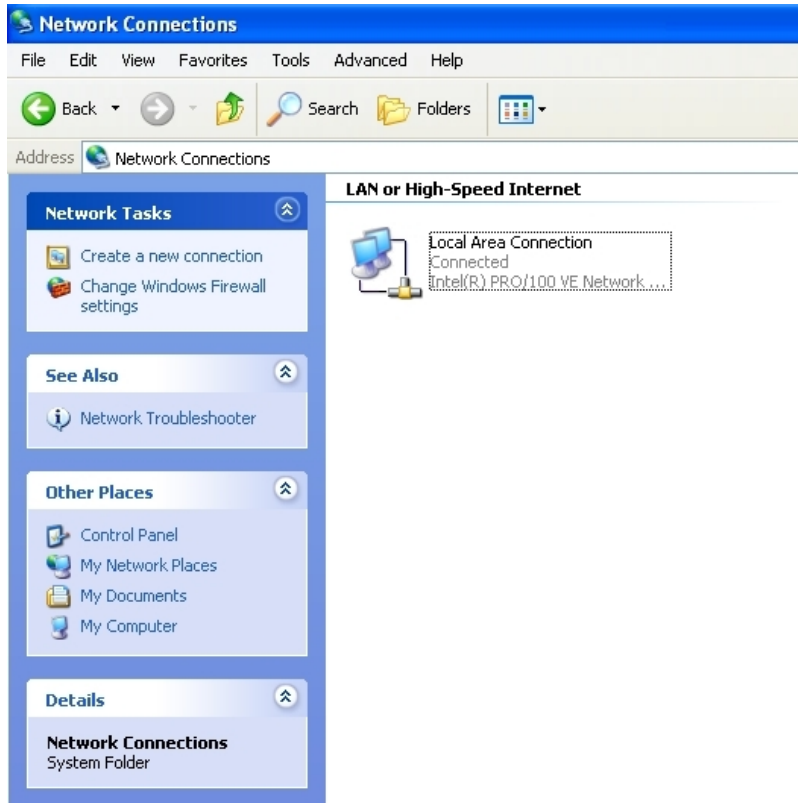 Network Connections
File Edit View Favorites Tools Advanced Help
Back Search Folders
Address Network Connections
Network Tasks
Create a new connection
Change Windows Firewall
settings
See Also
Network Troubleshooter
Other Places
Control Panel
My Network Places
My Documents
My Computer
Details
Network Connections
System Folder
LAN or High-Speed Internet
Local Area Connection
Connected
Intel(R) PRO/100 VE Network ...